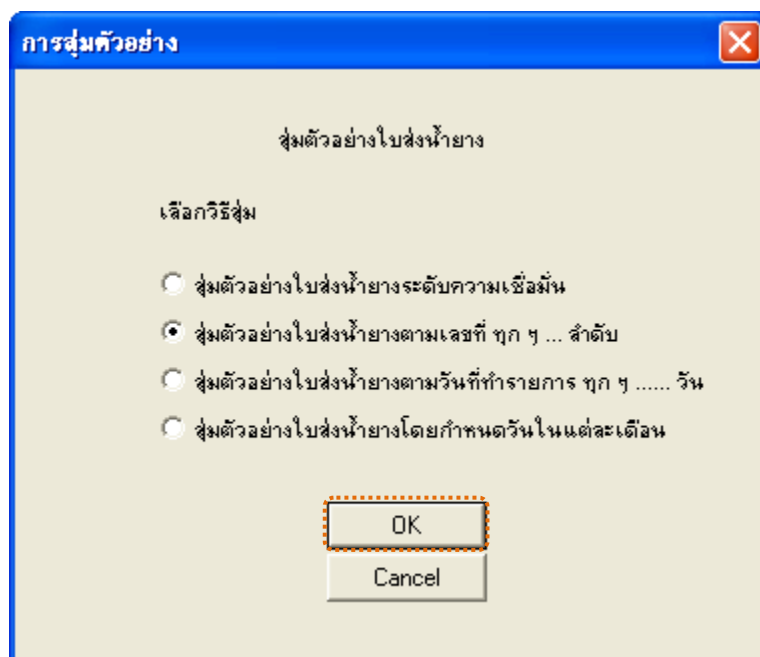 การสุ่มตัวอย่าง
สุ่มตัวอย่างใบส่งน้ำยาง
เลือกวิธีสุ่ม
สุ่มตัวอย่างใบส่งน้ำยางระดับความเชื่อมั่น
สุ่มตัวอย่างใบส่งน้ำยางตามเลขที่ ทุก ๆ ... ลำดับ
สุ่มตัวอย่างใบส่งน้ำยางตามวันที่ทำรายการ ทุก ๆ ...... วัน
สุ่มตัวอย่างใบส่งน้ำยางโดยกำหนดวันในแต่ละเดือน
OK
Cancel